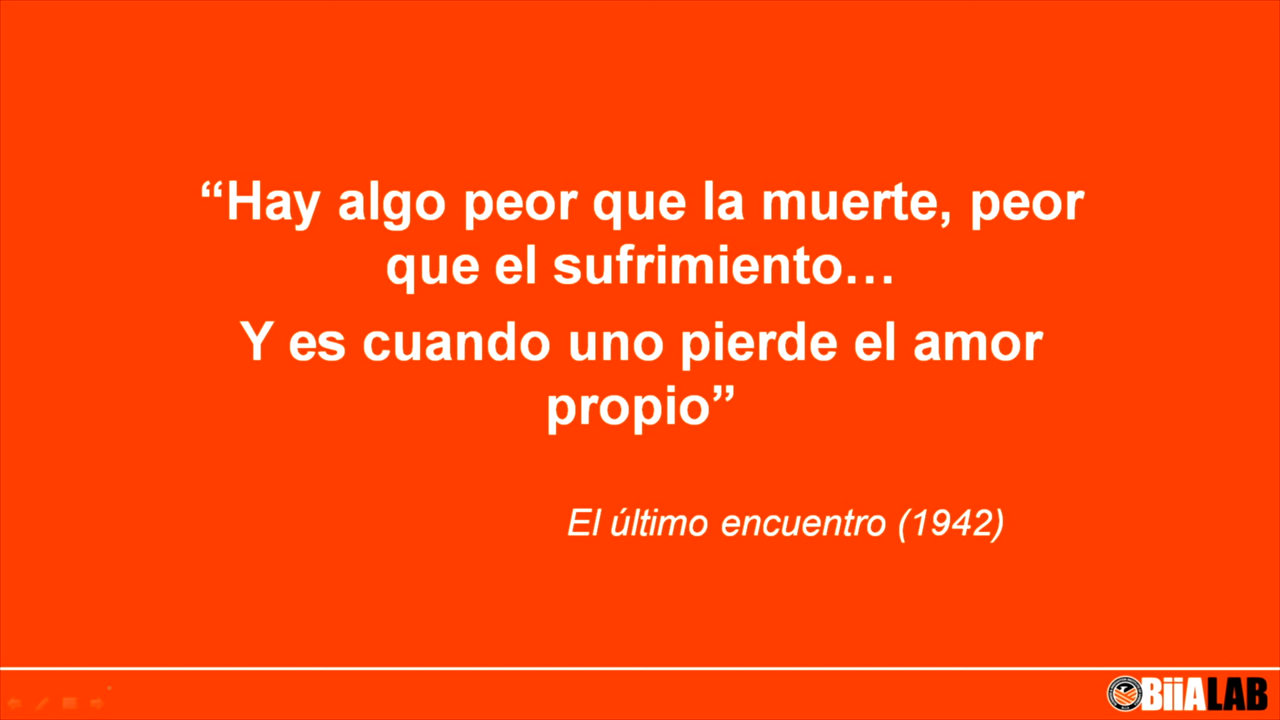 “Hay algo peor que la muerte, peor
que el sufrimiento…
Y es cuando uno pierde el amor
propio”
El último encuentro (1942)
BiiALAB